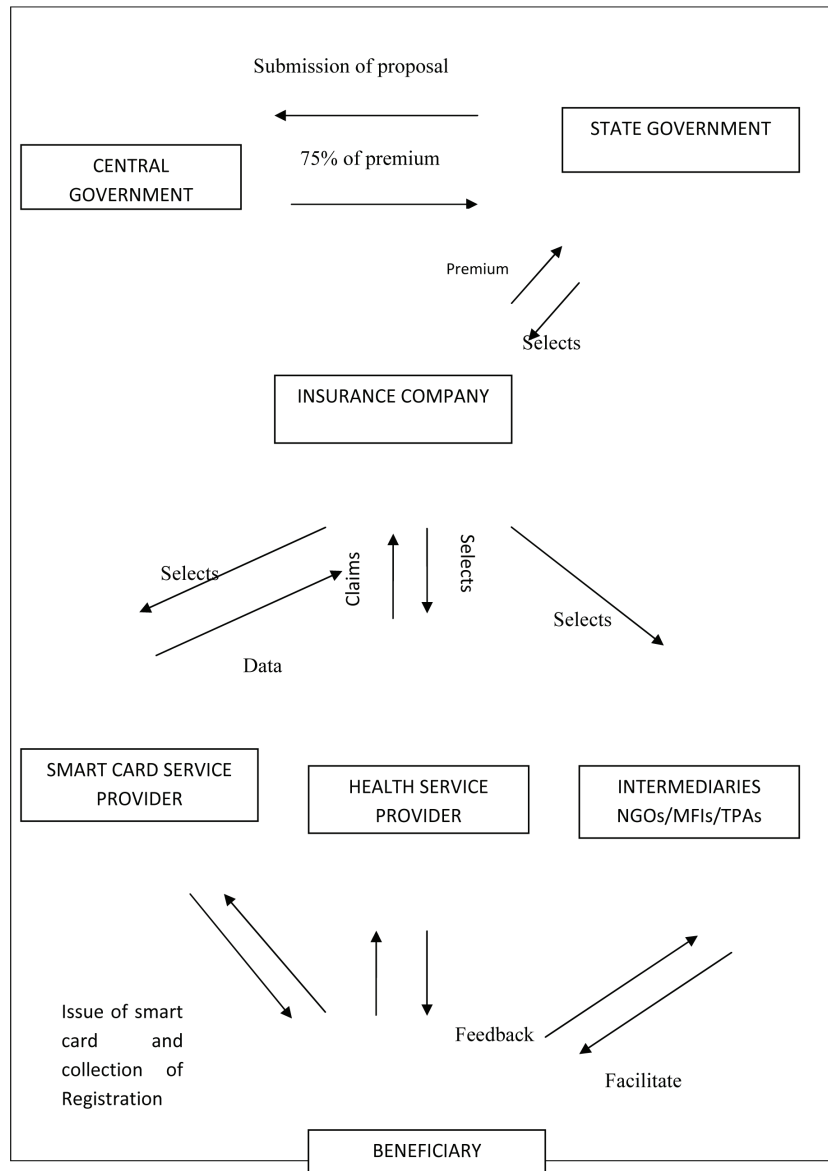 Submission of proposal
STATE GOVERNMENT
CENTRAL
GOVERNMENT
75% of premium
Premium
Selects
INSURANCE COMPANY
Selects
Claims
Selects
Selects
Data
SMART CARD SERVICE
PROVIDER
HEALTH SERVICE
PROVIDER
INTERMEDIARIES
NGOs/MFIs/TPAs
Issue of smart
card and
collection of
Registration
Feedback
Facilitate
BENEFICIARY